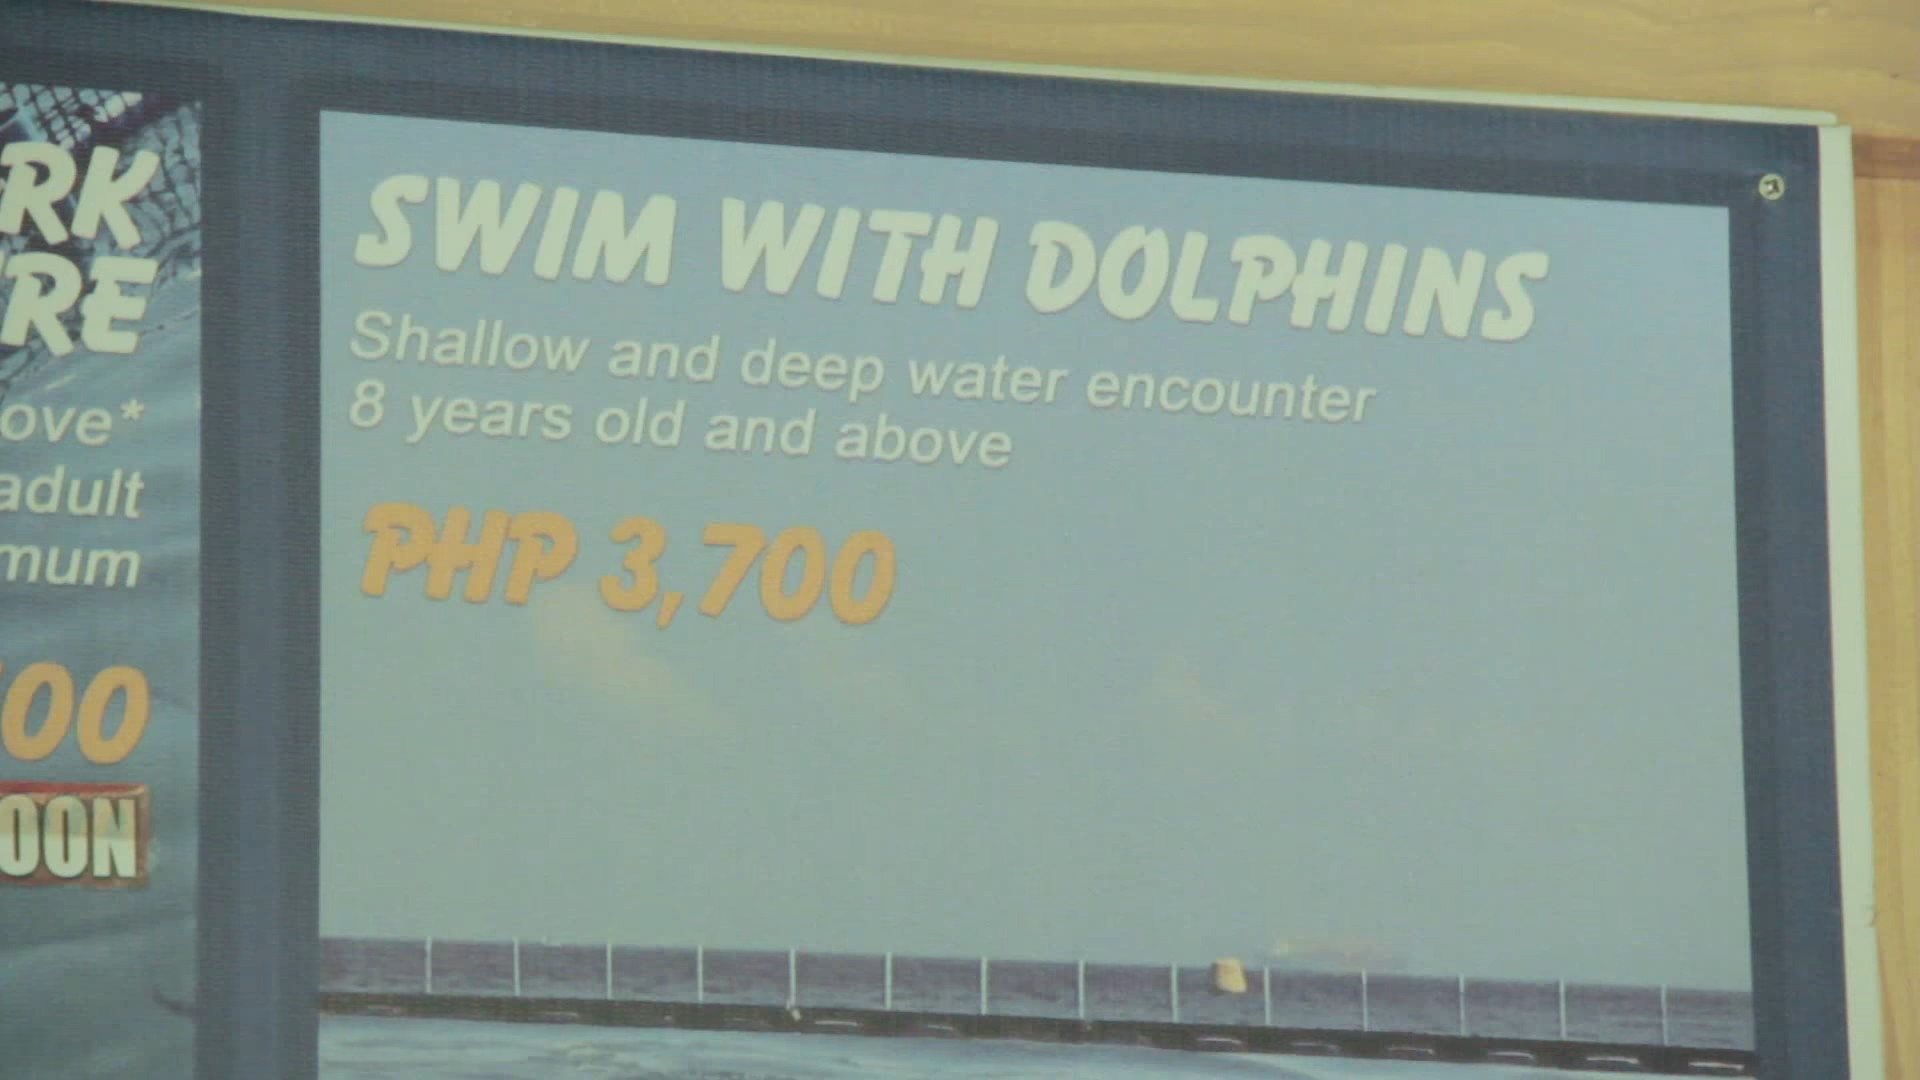 RK
RE
ove*
adult
mum
00
OON
SWIM WITH DOLPHINS
Shallow and deep water encounter
8 years old and above
PHP 3,700